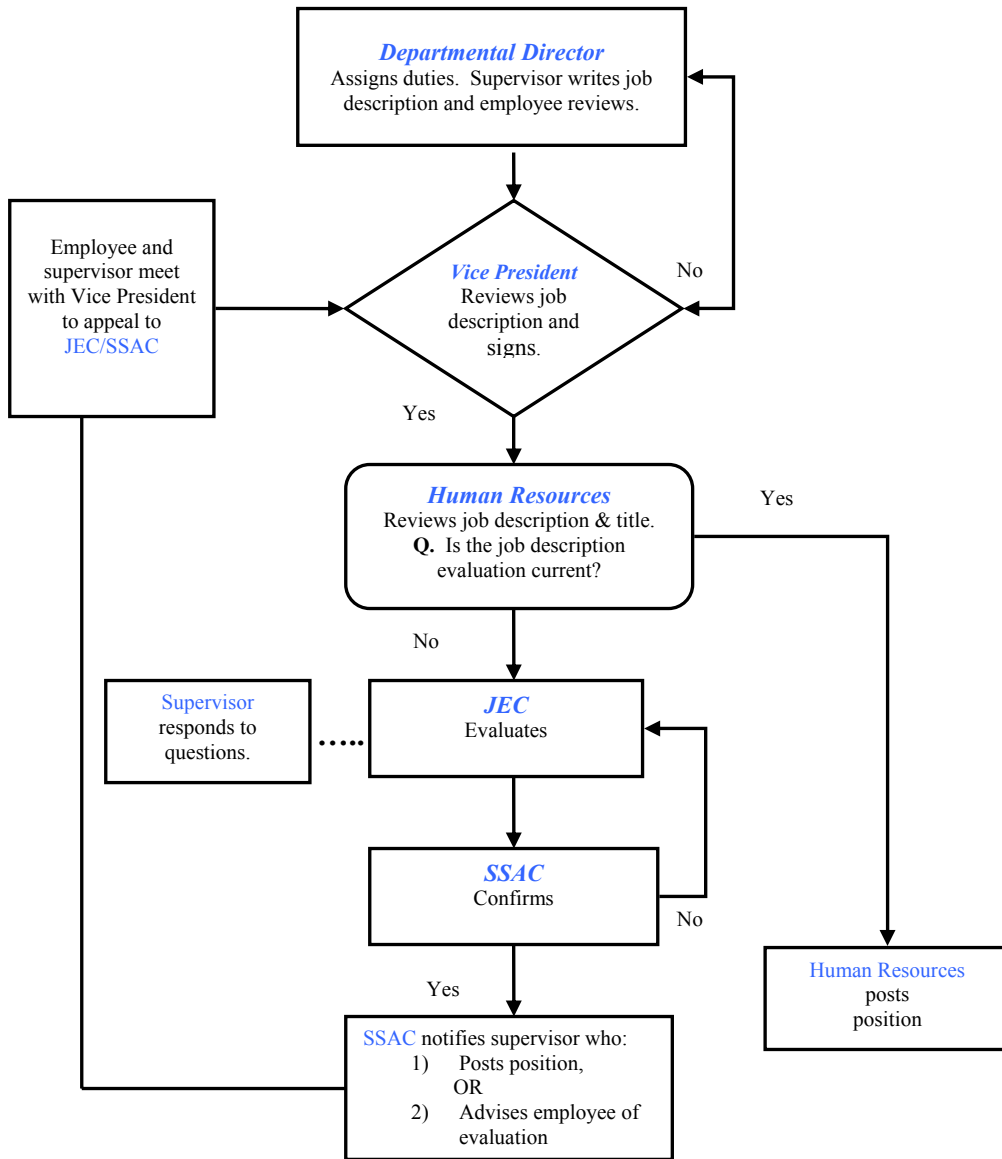 Departmental Director
Assigns duties.  Supervisor writes job
description and employee reviews.
Employee and
supervisor meet
with Vice President
to appeal to
JEC/SSAC
Vice President
Reviews job
description and
signs.
No
Yes
Human Resources
Reviews job description & title.
Q.  Is the job description
evaluation current?
Yes
No
Supervisor
responds to
questions.
JEC
Evaluates
SSAC
Confirms
No
Yes
Human Resources
posts
position
SSAC notifies supervisor who:
1) Posts position,
OR
2) Advises employee of
evaluation